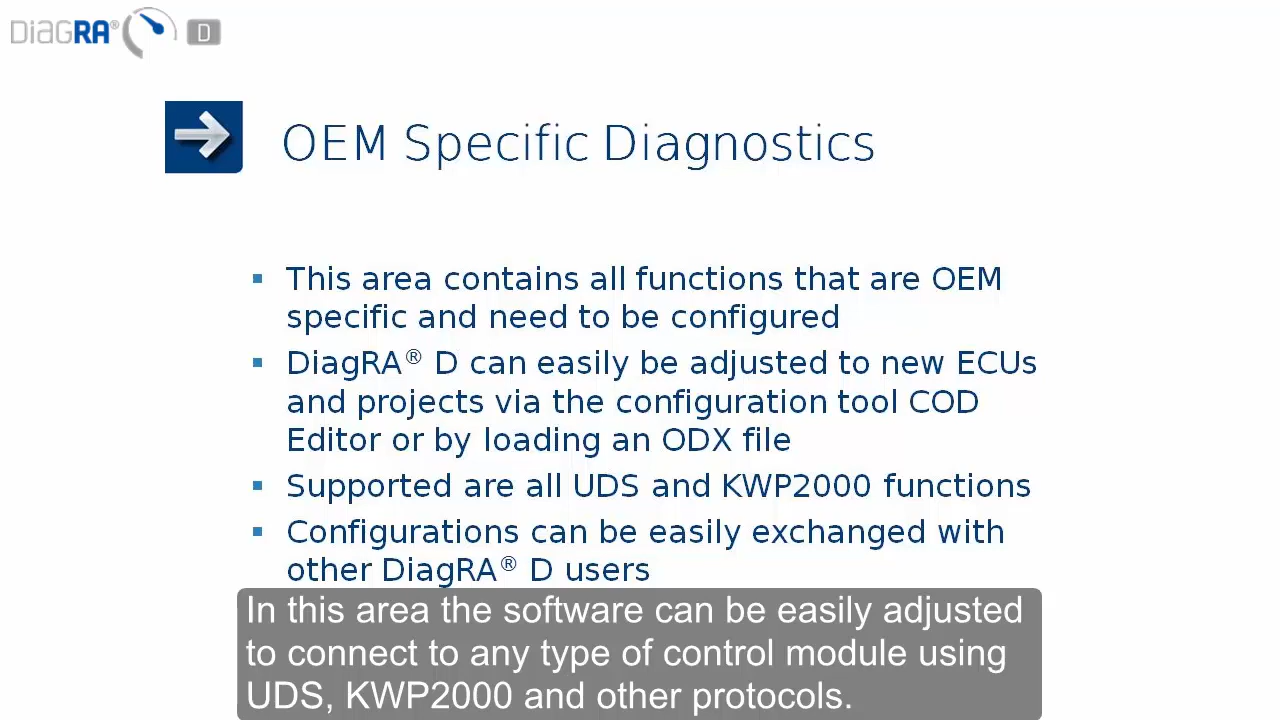 DiagRA® D
OEM Specific Diagnostics
▪ This area contains all functions that are OEM
specific and need to be configured
▪ DiagRA® D can easily be adjusted to new ECUs
and projects via the configuration tool COD
Editor or by loading an ODX file
▪ Supported are all UDS and KWP2000 functions
▪ Configurations can be easily exchanged with
other DiagRA® D users
In this area the software can be easily adjusted
to connect to any type of control module using
UDS, KWP2000 and other protocols.